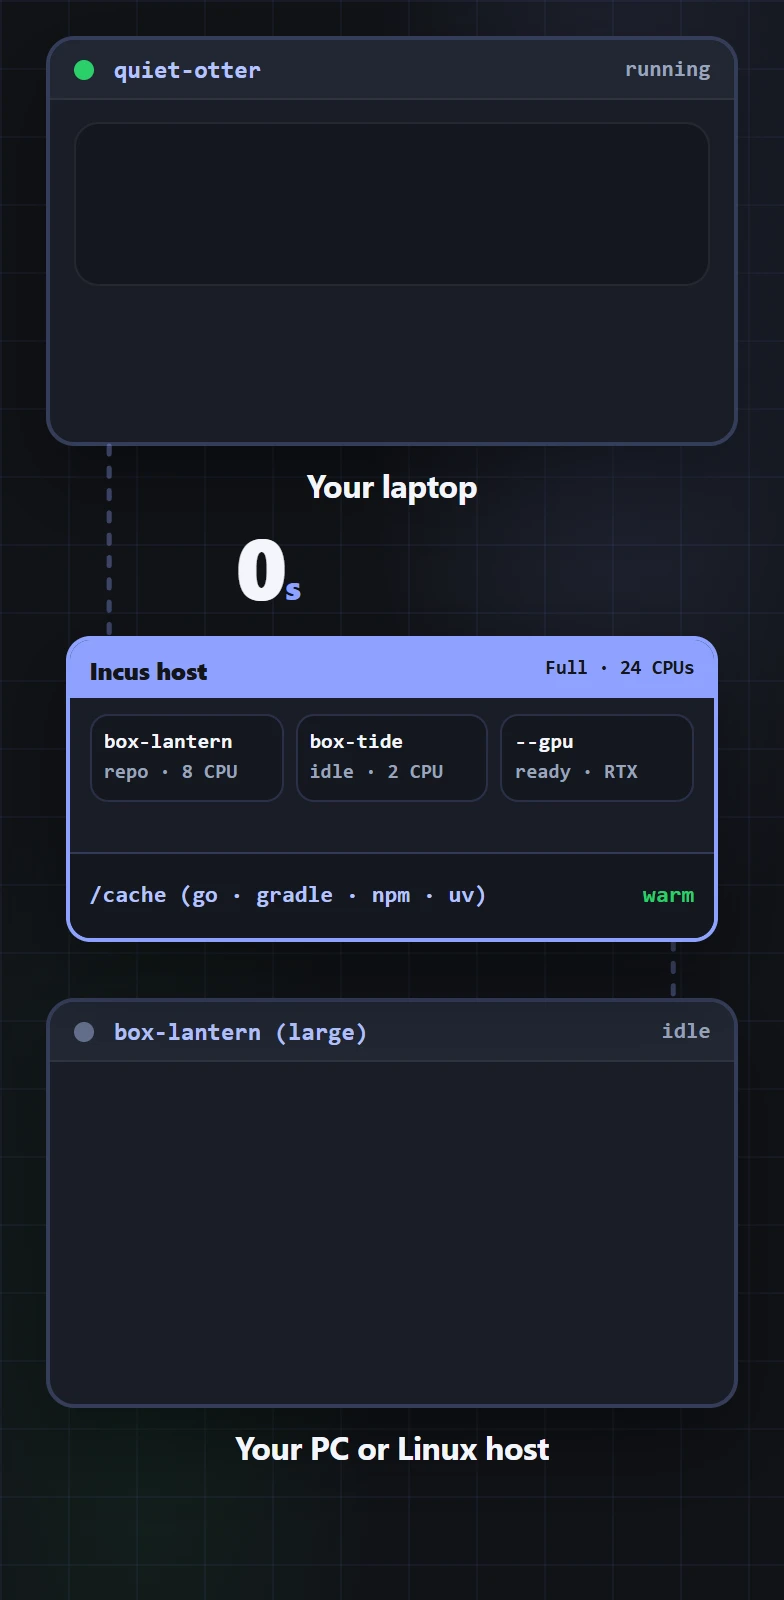 quiet-otter running
Your laptop
0s
Incus host Full · 24 CPUs
box-lantern box-tide --gpu
repo · 8 CPU idle · 2 CPU ready · RTX
/cache (go · gradle · npm · uv) warm
box-lantern (large) idle
Your PC or Linux host